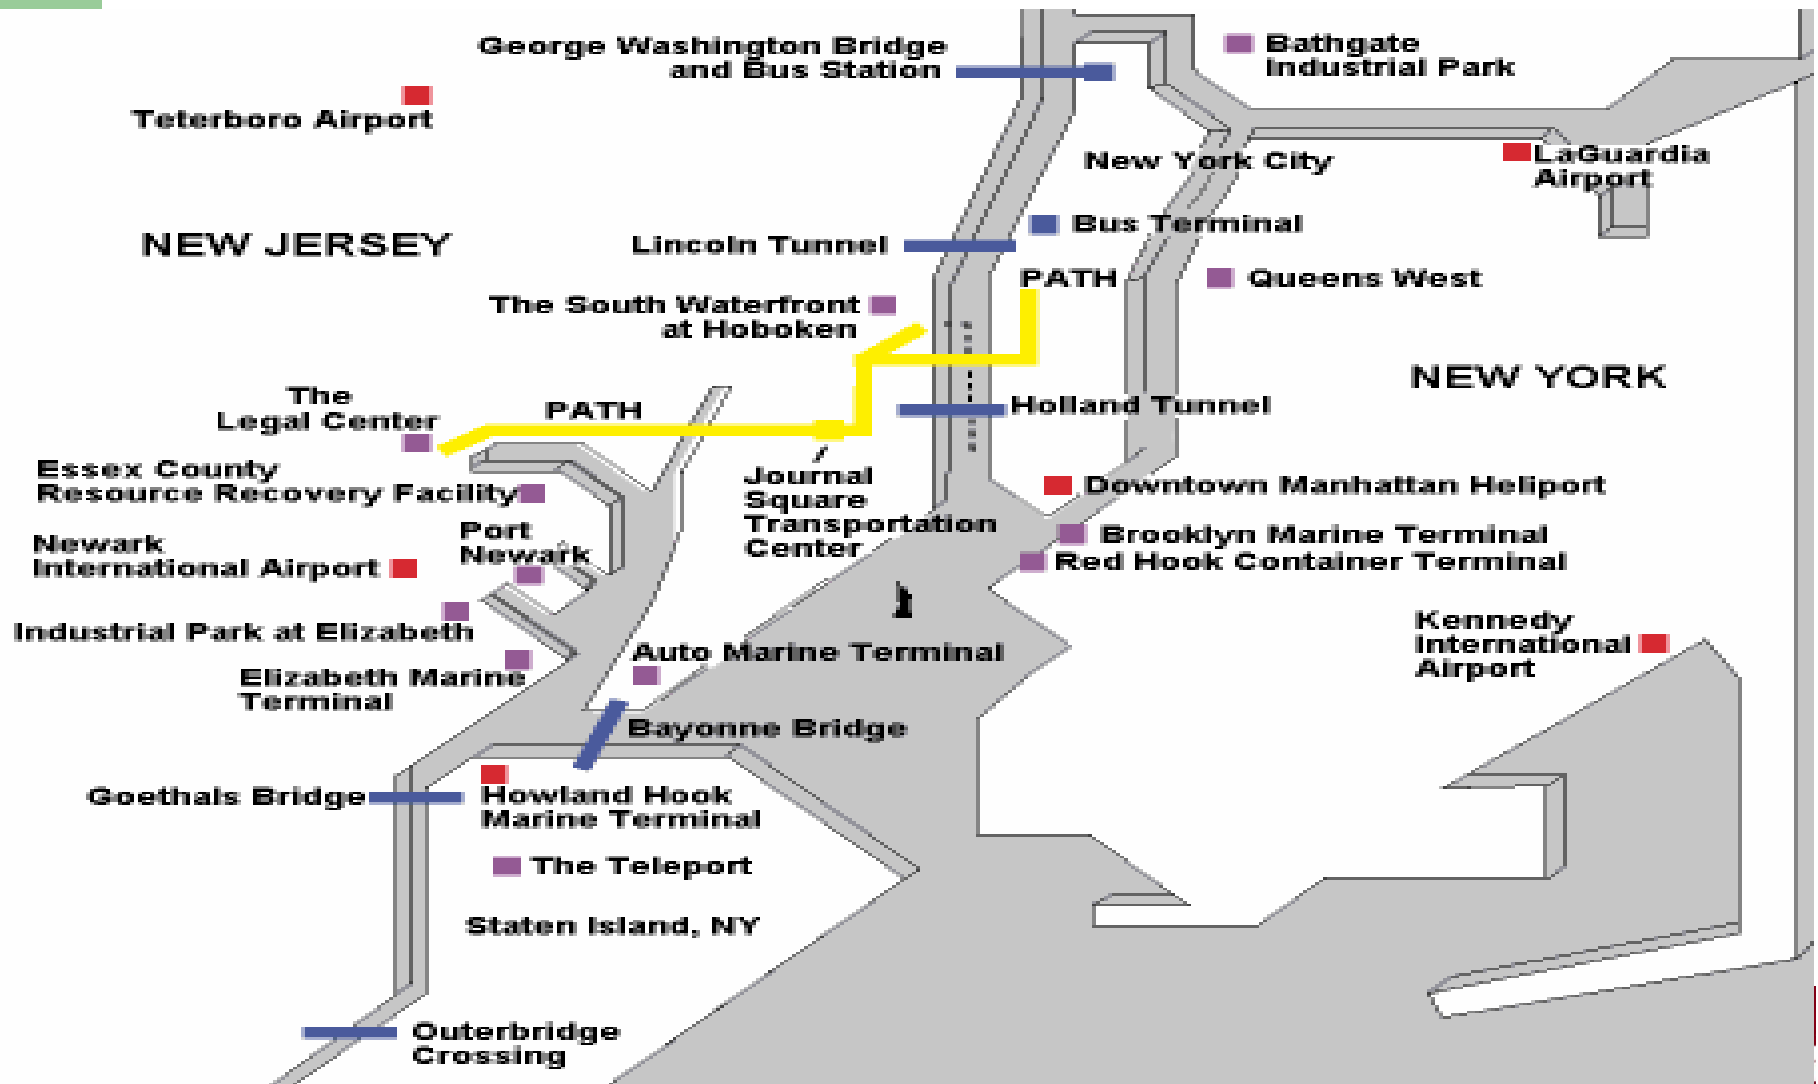 George Washington Bridge
and Bus Station
Bathgate
Industrial Park
Teterboro Airport
New York City
LaGuardia
Airport
NEW JERSEY
Lincoln Tunnel
Bus Terminal
PATH
Queens West
The South Waterfront
at Hoboken
NEW YORK
The
Legal Center
PATH
Holland Tunnel
Essex County
Resource Recovery Facility
Journal
Square
Transportation
Center
Downtown Manhattan Heliport
Newark
International Airport
Port
Newark
Brooklyn Marine Terminal
Red Hook Container Terminal
Industrial Park at Elizabeth
Kennedy
International
Airport
Elizabeth Marine
Terminal
Auto Marine Terminal
Bayonne Bridge
Goethals Bridge
Howland Hook
Marine Terminal
The Teleport
Staten Island, NY
Outerbridge
Crossing